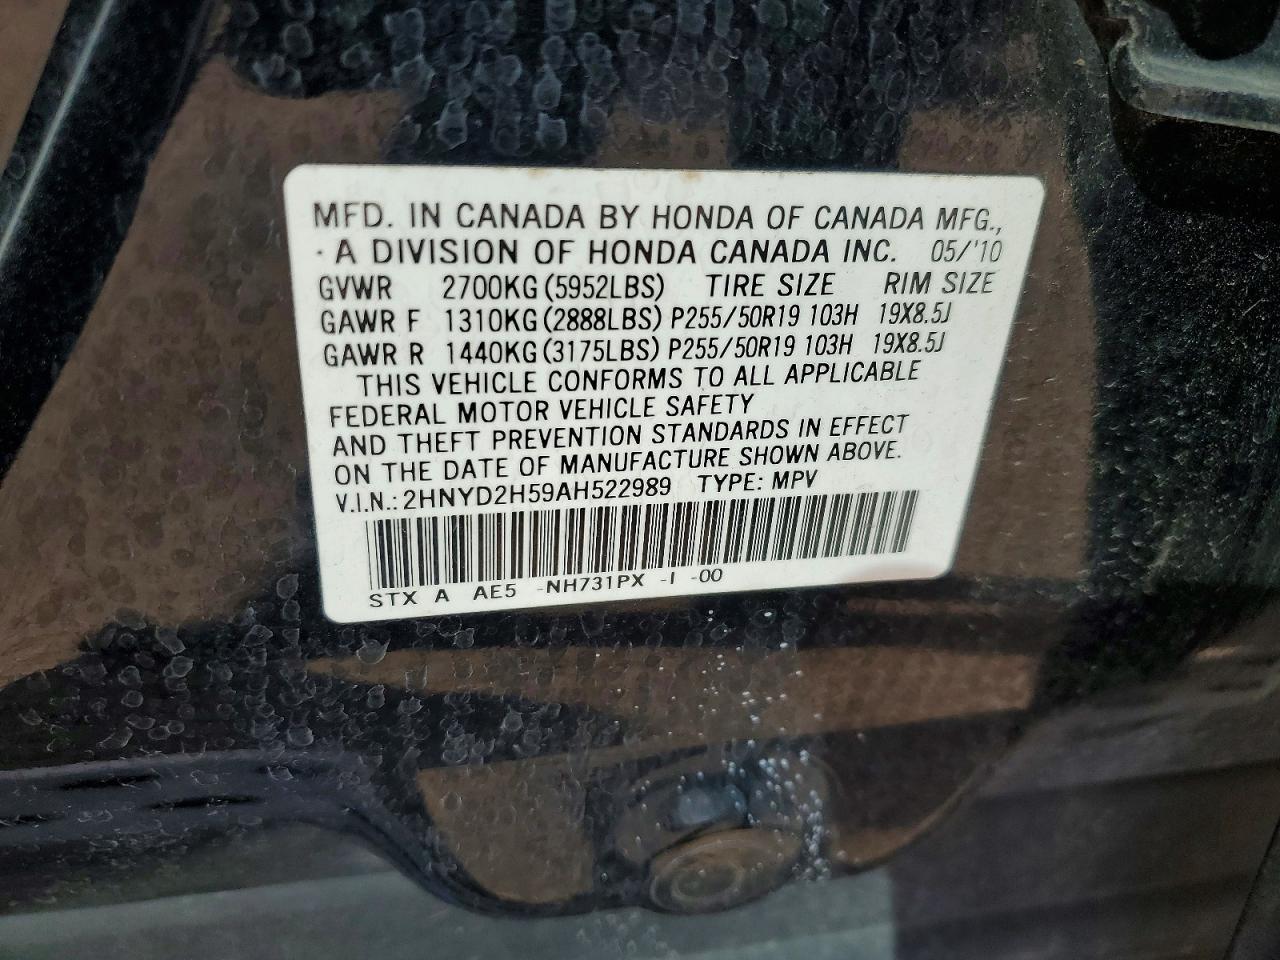 MFD. IN CANADA BY HONDA OF CANADA MFG.,
· A DIVISION OF HONDA CANADA INC. 05/'10
GVWR 2700KG (5952LBS) TIRE SIZE RIM SIZE
GAWR F 1310KG (2888LBS) P255/50R19 103H 19X8.5J
GAWR R 1440KG (3175LBS) P255/50R19 103H 19X8.5J
THIS VEHICLE CONFORMS TO ALL APPLICABLE
FEDERAL MOTOR VEHICLE SAFETY
AND THEFT PREVENTION STANDARDS IN EFFECT
ON THE DATE OF MANUFACTURE SHOWN ABOVE.
V.I.N.: 2HNYD2H59AH522989 TYPE: MPV
STX A AE5 -NH731PX -I -00